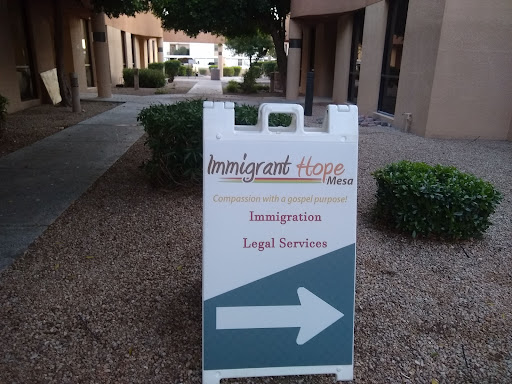 Immigrant Hope
Mesa
Compassion with a gospel purpose!
Immigration
Legal Services